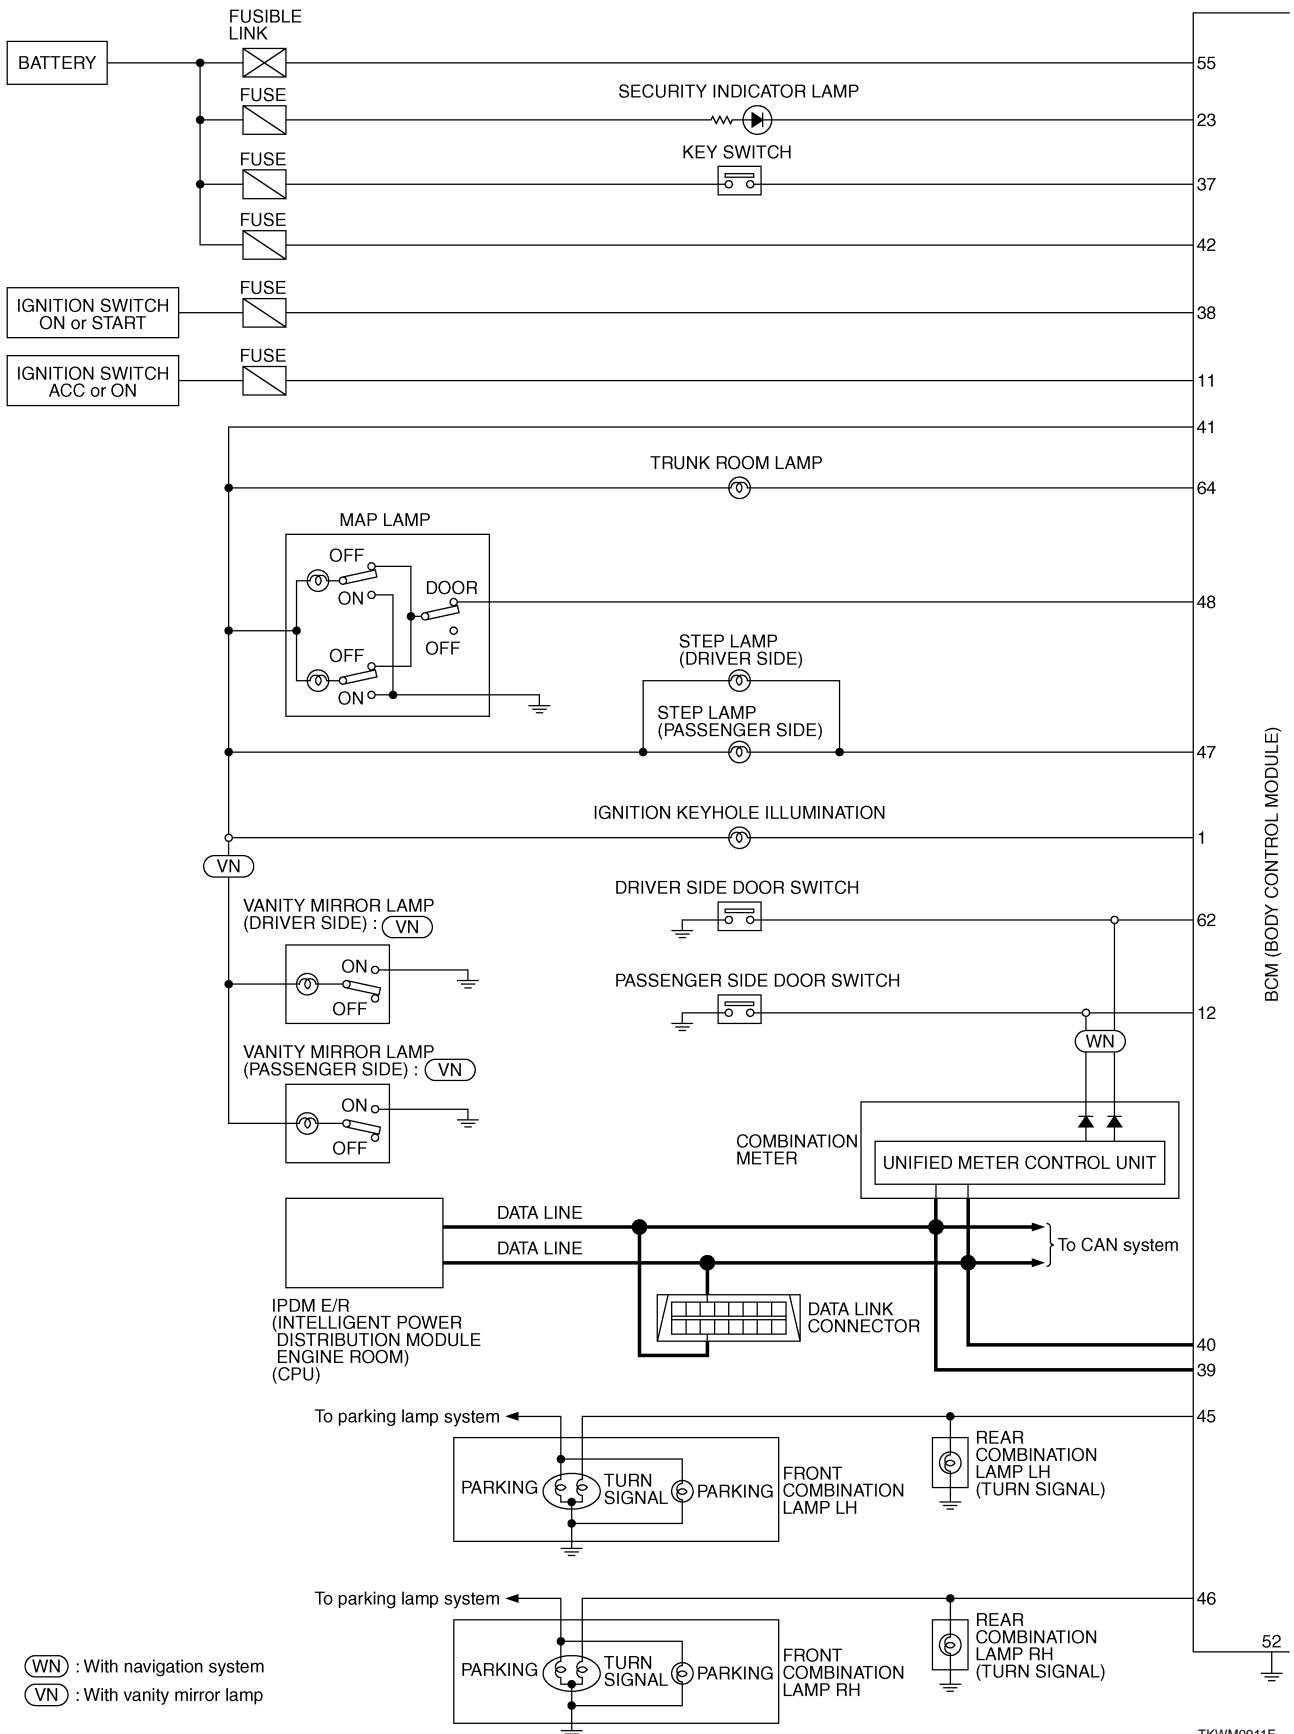 FUSIBLE
LINK
BATTERY
55
FUSE
SECURITY INDICATOR LAMP
23
FUSE
KEY SWITCH
37
FUSE
42
IGNITION SWITCH
ON or START
FUSE
38
IGNITION SWITCH
ACC or ON
FUSE
11
41
TRUNK ROOM LAMP
64
MAP LAMP
OFF
ON
DOOR
48
OFF
OFF
ON
STEP LAMP
(DRIVER SIDE)
STEP LAMP
(PASSENGER SIDE)
47
BCM (BODY CONTROL MODULE)
IGNITION KEYHOLE ILLUMINATION
1
VN
DRIVER SIDE DOOR SWITCH
62
VANITY MIRROR LAMP
(DRIVER SIDE) : VN
ON
OFF
PASSENGER SIDE DOOR SWITCH
12
WN
VANITY MIRROR LAMP
(PASSENGER SIDE) : VN
ON
OFF
COMBINATION
METER
UNIFIED METER CONTROL UNIT
DATA LINE
DATA LINE
To CAN system
IPDM E/R
(INTELLIGENT POWER
DISTRIBUTION MODULE
ENGINE ROOM)
(CPU)
DATA LINK
CONNECTOR
40
39
To parking lamp system
45
PARKING
TURN
SIGNAL
PARKING
FRONT
COMBINATION
LAMP LH
REAR
COMBINATION
LAMP LH
(TURN SIGNAL)
To parking lamp system
46
PARKING
TURN
SIGNAL
PARKING
FRONT
COMBINATION
LAMP RH
REAR
COMBINATION
LAMP RH
(TURN SIGNAL)
52
WN : With navigation system
VN : With vanity mirror lamp